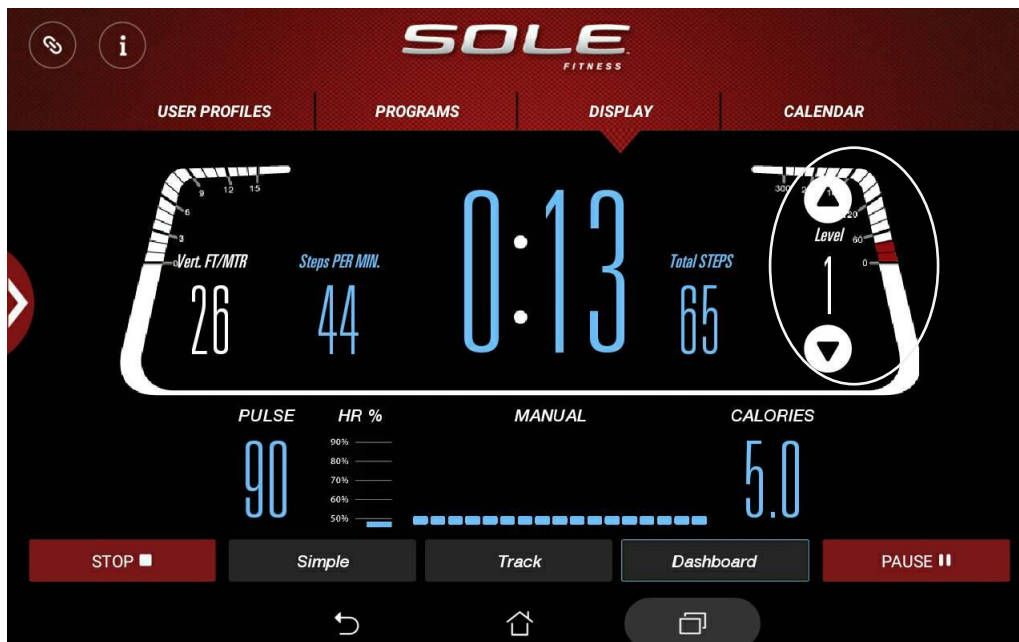 SOLE
FITNESS
USER PROFILES PROGRAMS DISPLAY CALENDAR
0 3 6 9 12 15
300 20 60 0
Vert. FT/MTR
26
Steps PER MIN.
44
0:13
Total STEPS
65
Level
1
PULSE HR % MANUAL CALORIES
90
90%
80%
70%
60%
50%
5.0
STOP Simple Track Dashboard PAUSE